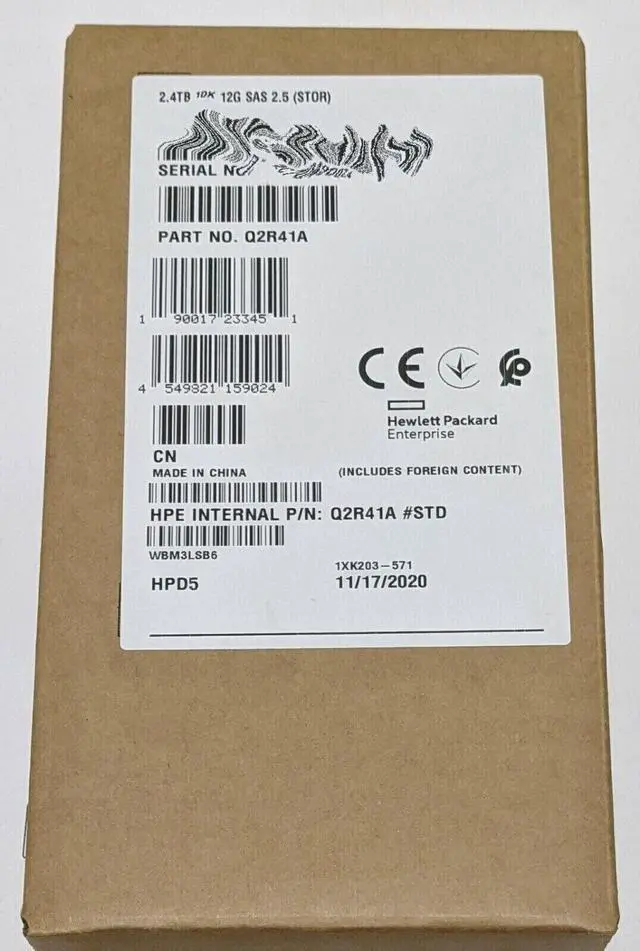 2.4TB 10K 12G SAS 2.5 (STOR)
SERIAL
PART NO. Q2R41A
1 90017 23345 1
4 549821 159024
CE
Hewlett Packard
Enterprise
CN
MADE IN CHINA
(INCLUDES FOREIGN CONTENT)
HPE INTERNAL P/N: Q2R41A #STD
WBM3LSB6
1XK203-571
HPD5
11/17/2020